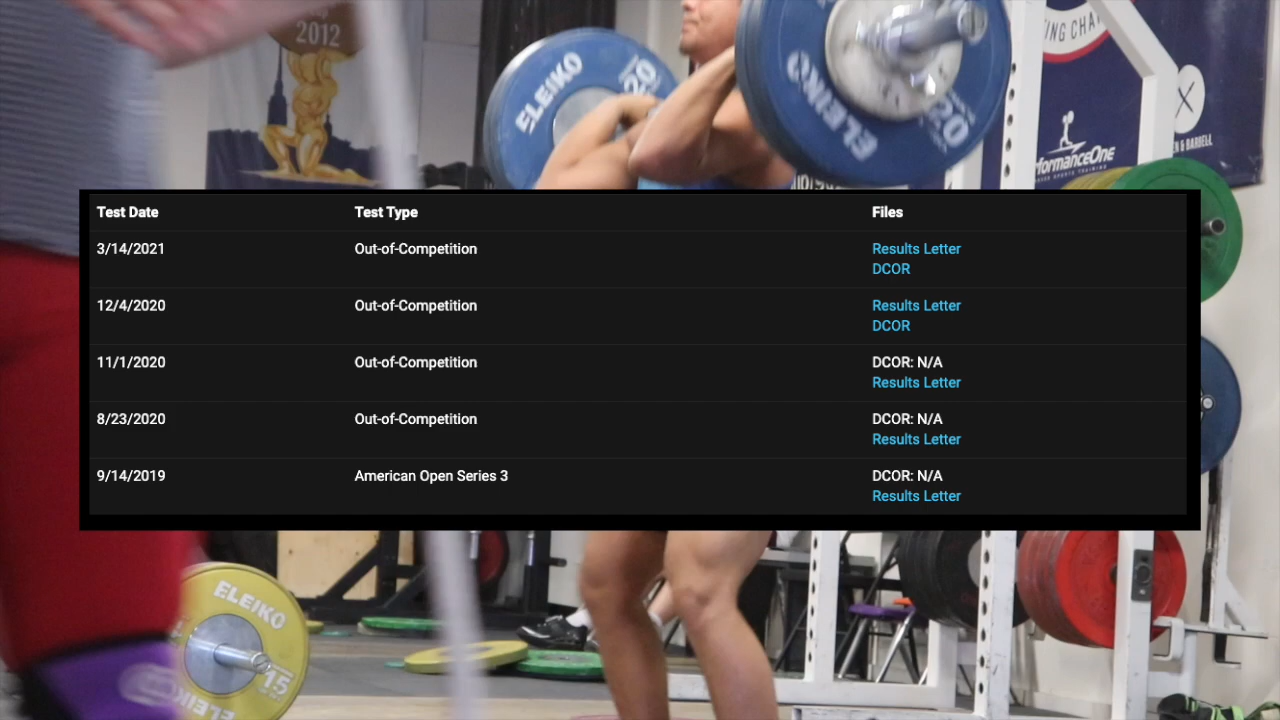 2012
ELEIKO
20
ELEIKO
20
formanceOne
N & BARBELL
Test Date Test Type Files
3/14/2021 Out-of-Competition Results Letter
DCOR
12/4/2020 Out-of-Competition Results Letter
DCOR
11/1/2020 Out-of-Competition DCOR: N/A
Results Letter
8/23/2020 Out-of-Competition DCOR: N/A
Results Letter
9/14/2019 American Open Series 3 DCOR: N/A
Results Letter
ELEIKO
15